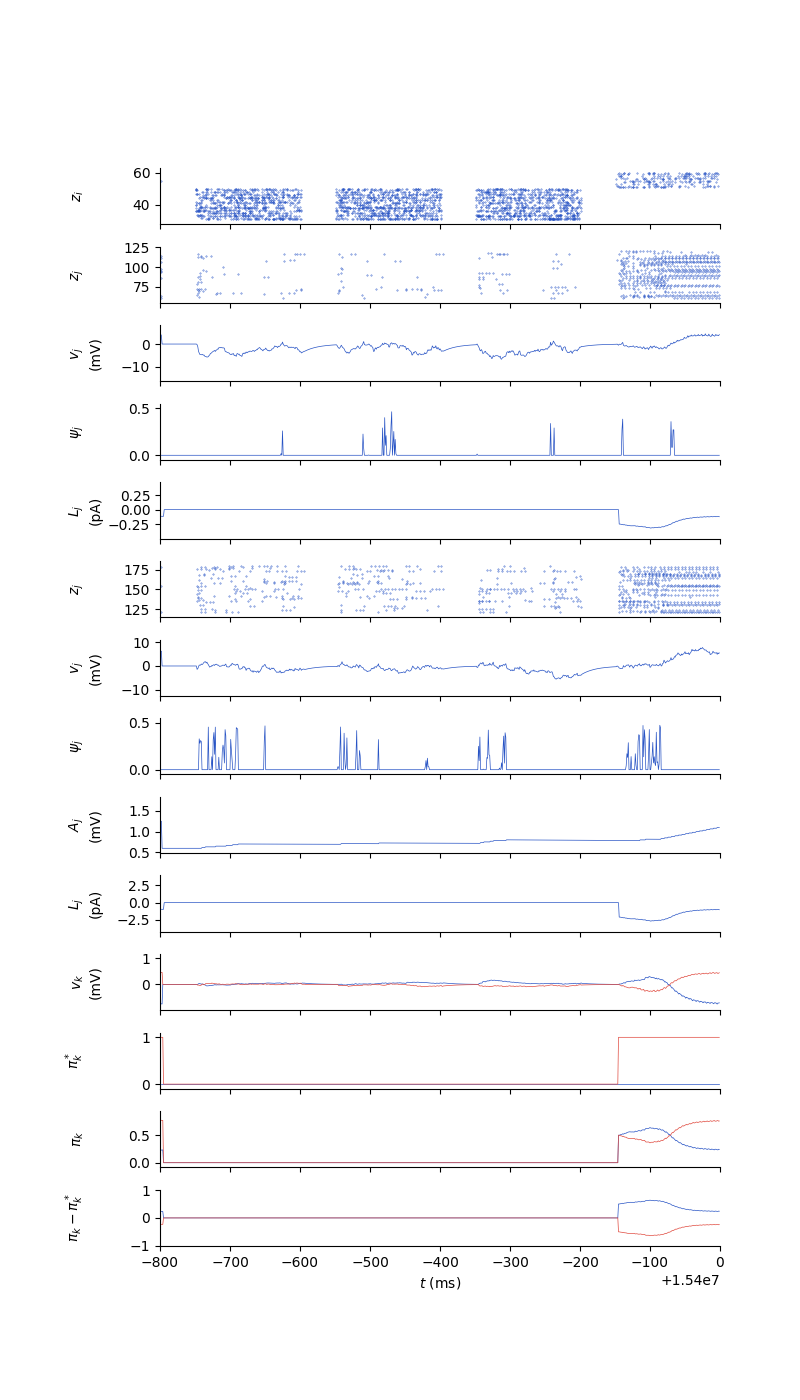 60
40
z_i
125
100
75
z_j
0
−10
v_j
(mV)
0.5
0.0
ψ_j
0.25
0.00
−0.25
L_j
(pA)
175
150
125
z_j
10
0
−10
v_j
(mV)
0.5
0.0
ψ_j
1.5
1.0
0.5
A_j
(mV)
2.5
0.0
−2.5
L_j
(pA)
1
0
v_k
(mV)
1
0
π_k^*
0.5
0.0
π_k
1
0
−1
π_k − π_k^*
−800 −700 −600 −500 −400 −300 −200 −100 0
t (ms)
+1.54e7